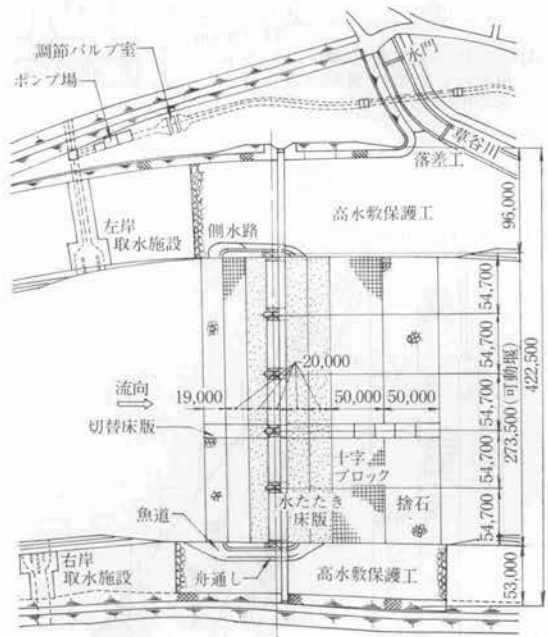 調節バルブ室
ポンプ場
水門
草谷川
落差工
左岸
取水施設
側水路
高水敷保護工
96,000
54,700
54,700
54,700
54,700
54,700
273,500(可動堰)
422,500
53,000
20,000
流向
19,000
50,000
50,000
切替床版
十字
ブロック
水たたき
床版
捨石
魚道
右岸
取水施設
舟通し
高水敷保護工